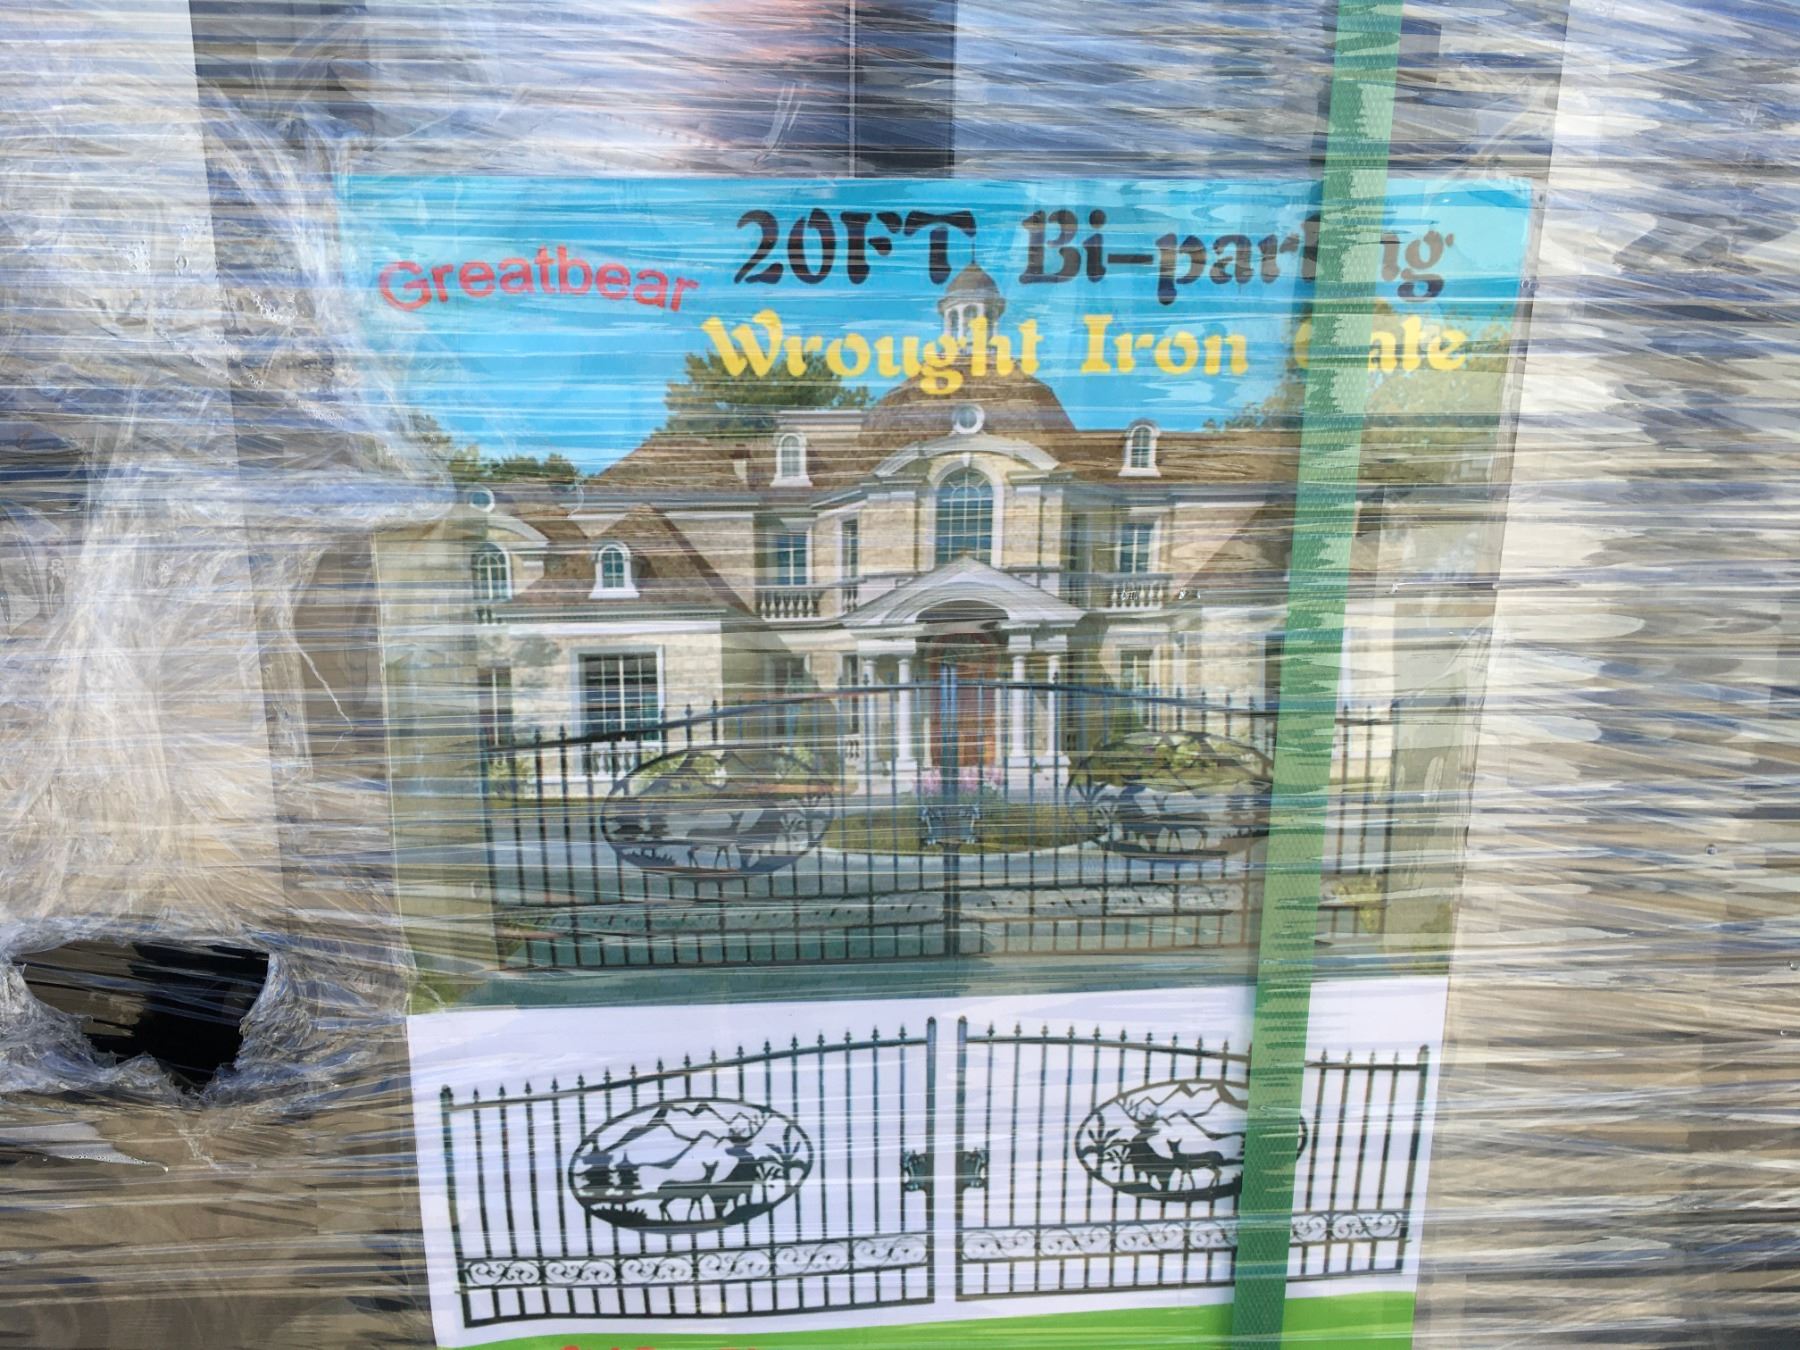 Greatbear
20FT Bi-parting
Wrought Iron Gate